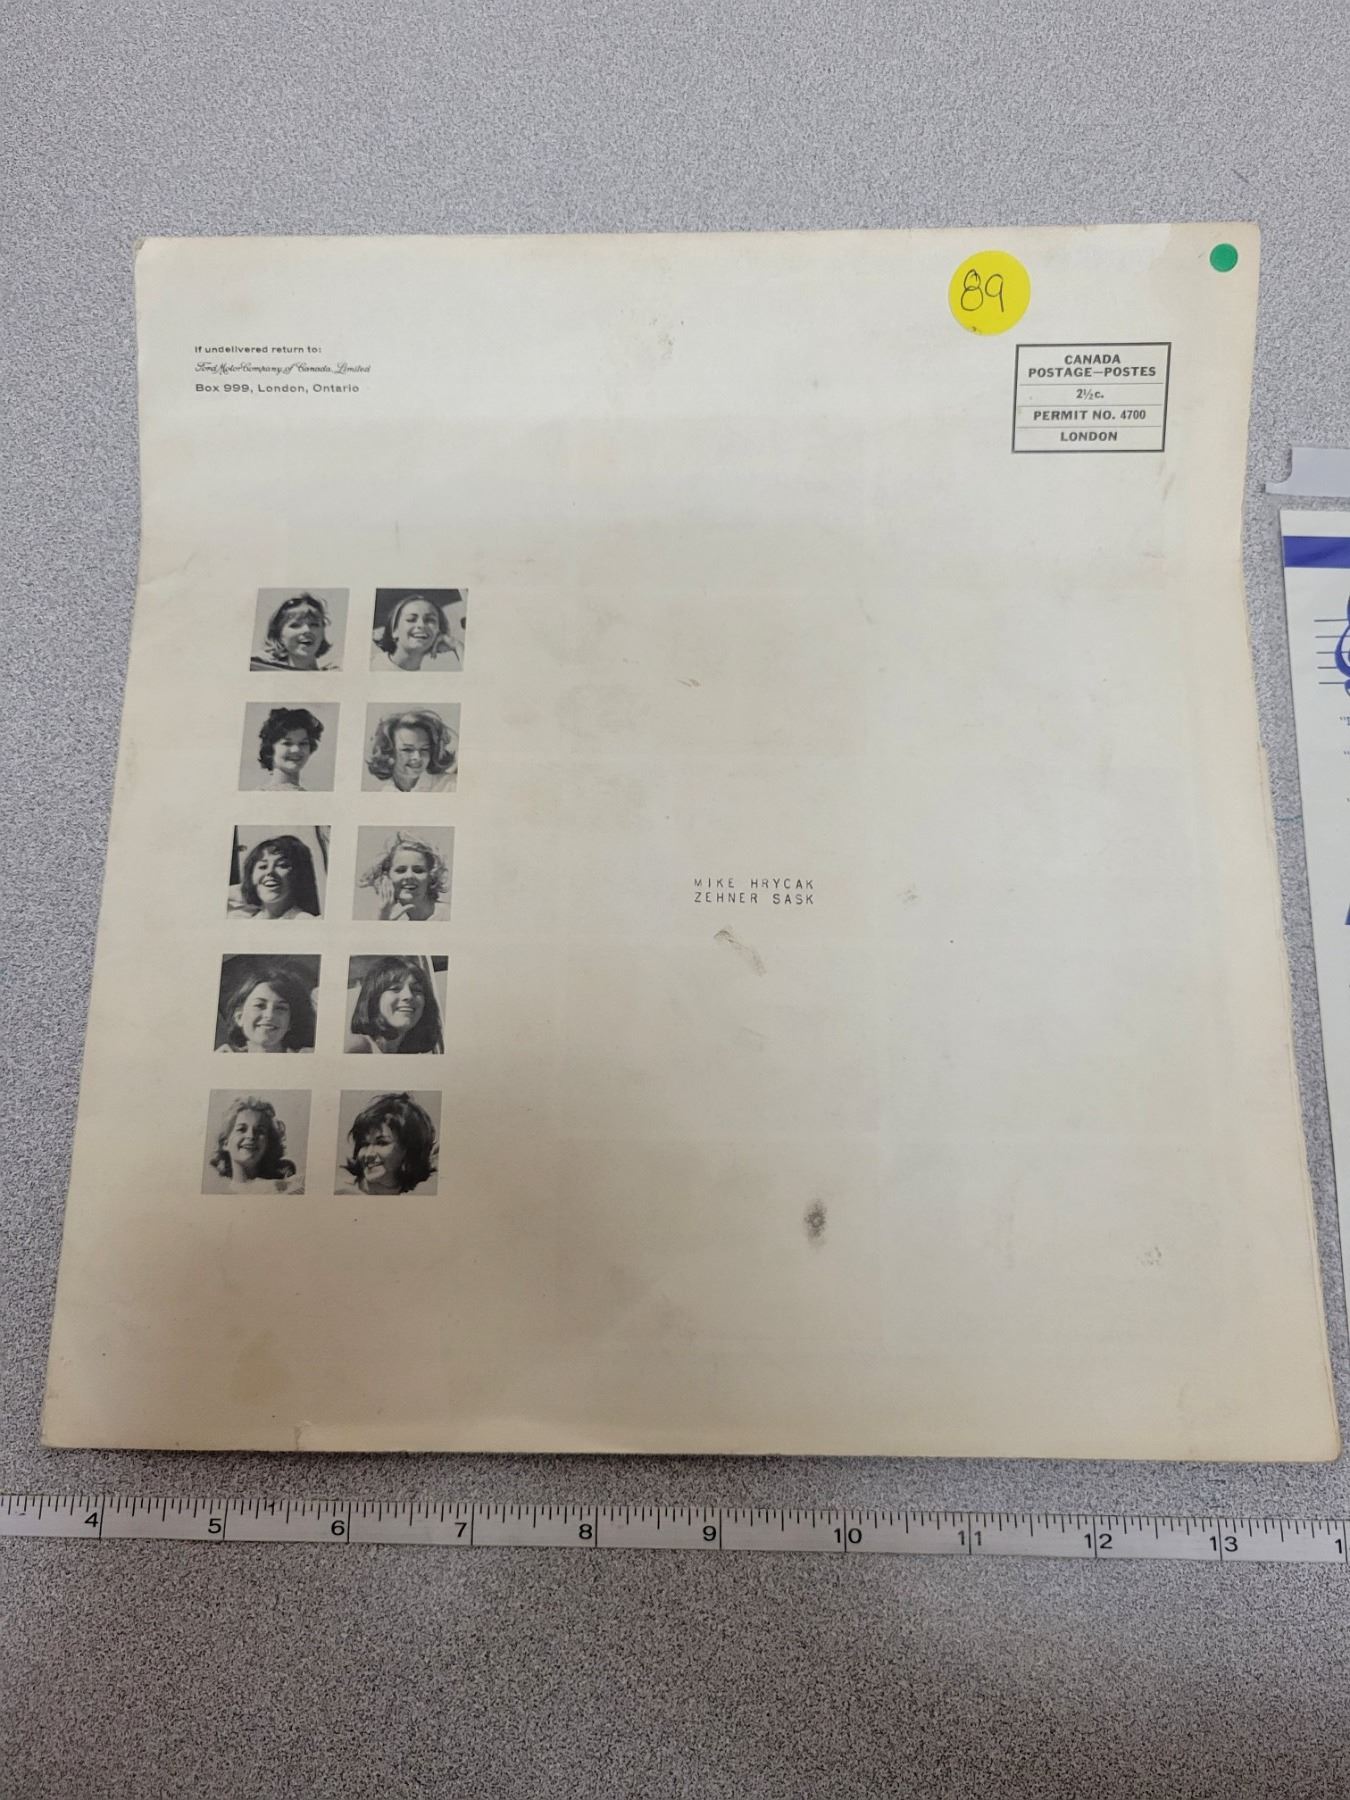 89
If undelivered return to:
Ford Motor Company of Canada, Limited
Box 999, London, Ontario
CANADA
POSTAGE—POSTES
2½c.
PERMIT NO. 4700
LONDON
MIKE HRYCAK
ZEHNER SASK
4 5 6 7 8 9 10 11 12 13